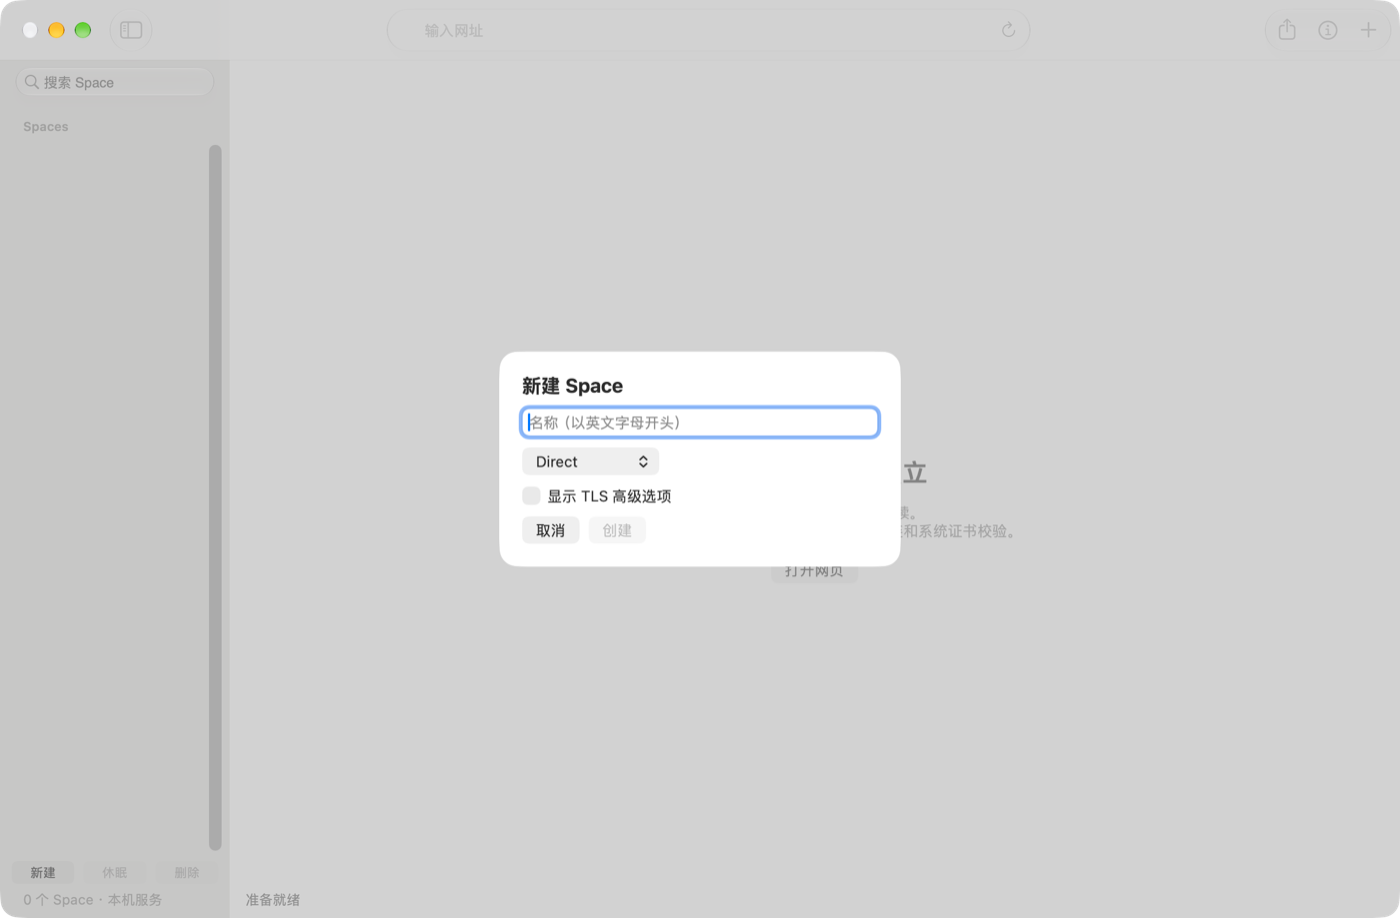 输入网址
搜索 Space
Spaces
新建 Space
名称（以英文字母开头）
Direct
显示 TLS 高级选项
取消
创建
立
续。
和系统证书校验。
打开网页
新建
休眠
删除
0 个 Space · 本机服务
准备就绪